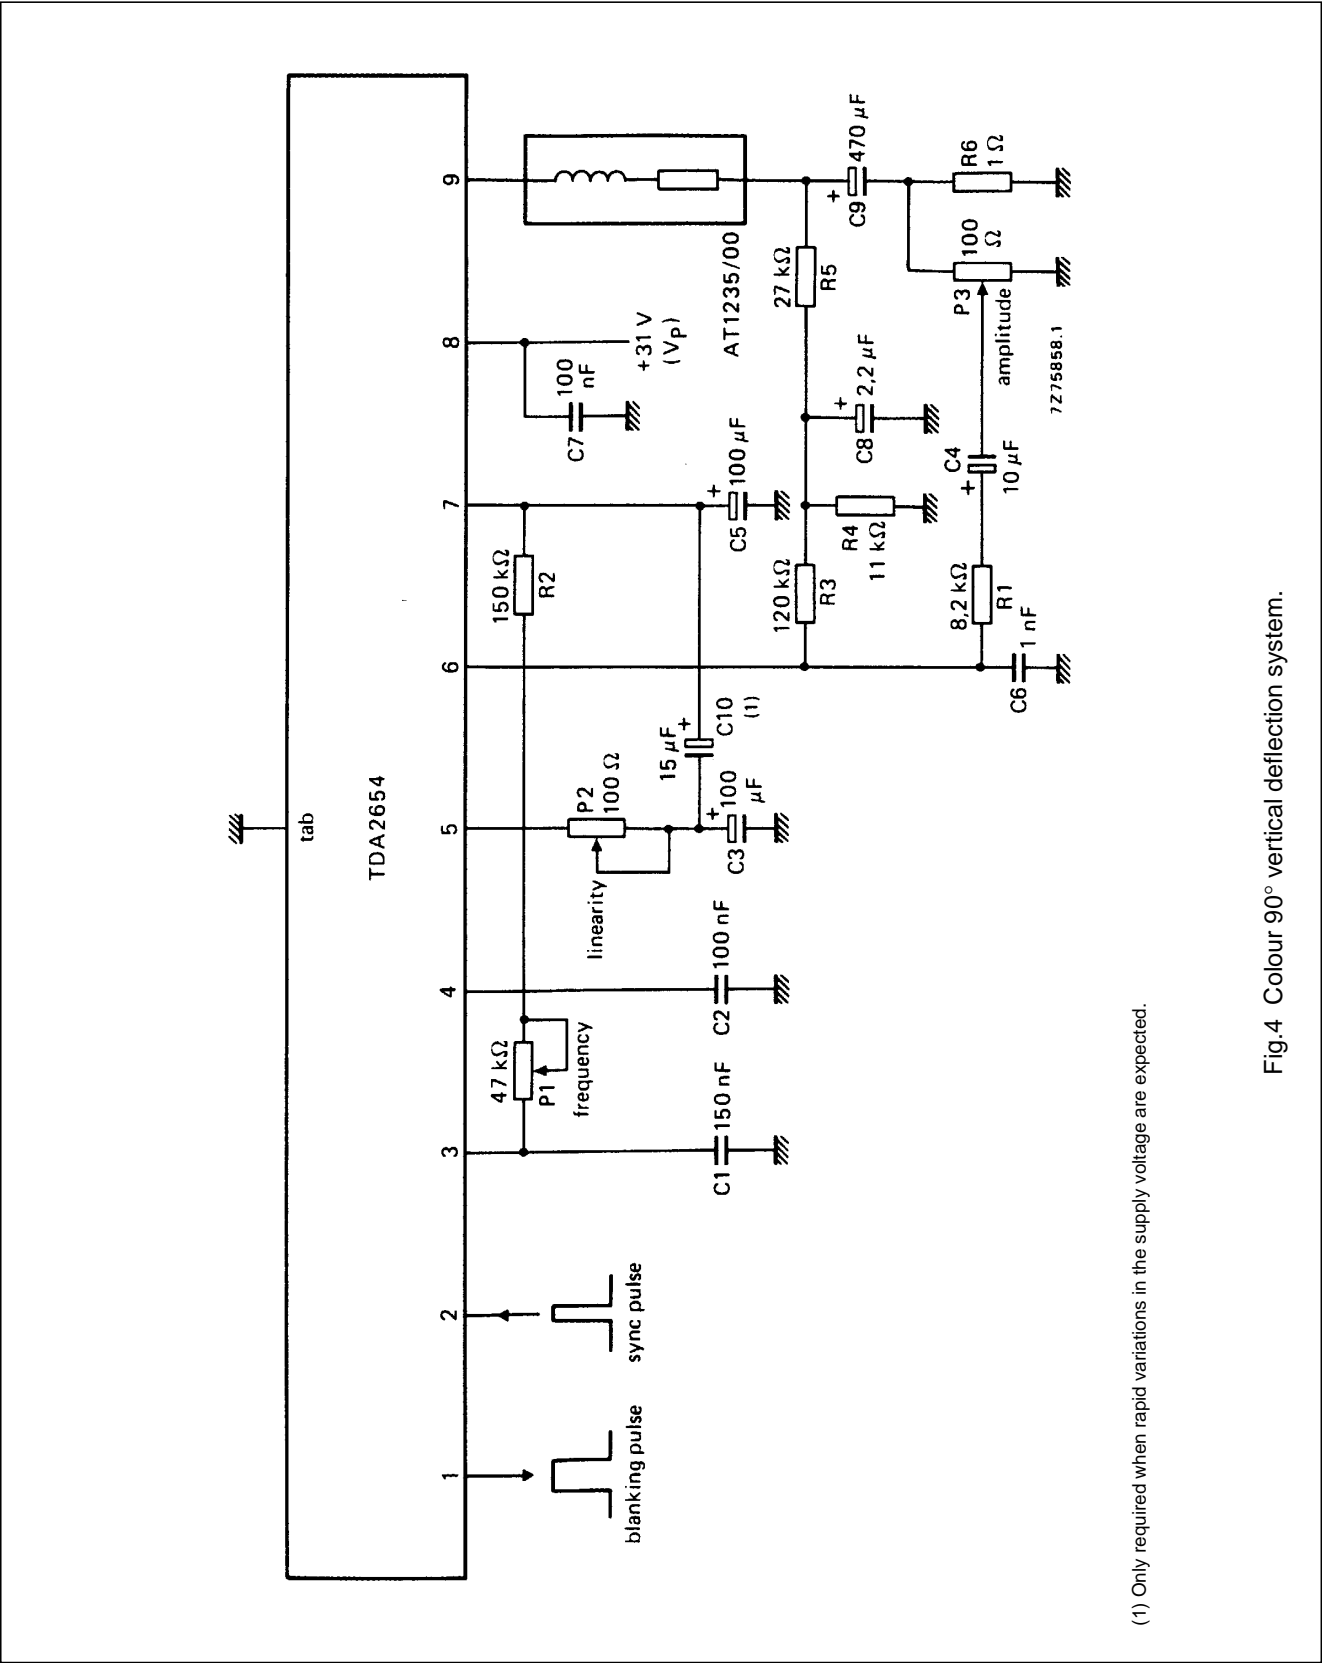 tab
TDA2654
1
2
3
4
5
6
7
8
9
blanking pulse
sync pulse
47 kΩ
P1
frequency
C1
150 nF
C2
100 nF
linearity
P2
100 Ω
C3
+
100
µF
15 µF
+
C10
(1)
150 kΩ
R2
C5
+
100 µF
C7
100
nF
+31 V
(VP)
AT1235/00
120 kΩ
R3
R4
11 kΩ
C8
+
2,2 µF
27 kΩ
R5
+
C9
470 µF
8,2 kΩ
R1
C6
1 nF
+
C4
10 µF
P3
100
Ω
amplitude
R6
1 Ω
7Z75858.1
(1) Only required when rapid variations in the supply voltage are expected.
Fig.4 Colour 90° vertical deflection system.